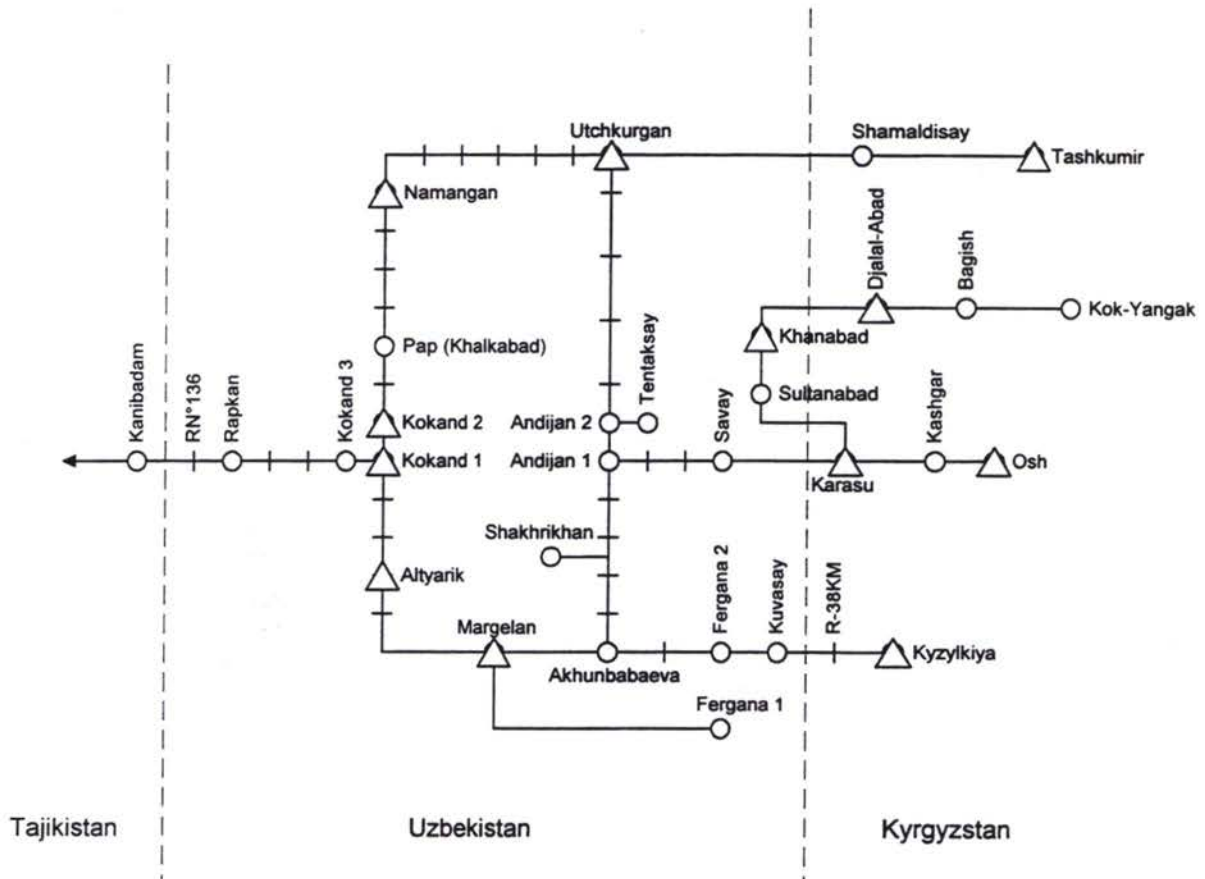 Utchkurgan
Shamaldisay
Tashkumir
Namangan
Djalal-Abad
Bagish
Kok-Yangak
Khanabad
Pap (Khalkabad)
Tentaksay
Sultanabad
Kanibadam
RN°136
Rapkan
Kokand 3
Kokand 2
Andijan 2
Savay
Kashgar
Kokand 1
Andijan 1
Karasu
Osh
Shakhrikhan
Altyarik
Fergana 2
Kuvasay
R-38KM
Margelan
Akhunbabaeva
Kyzylkiya
Fergana 1
Tajikistan
Uzbekistan
Kyrgyzstan